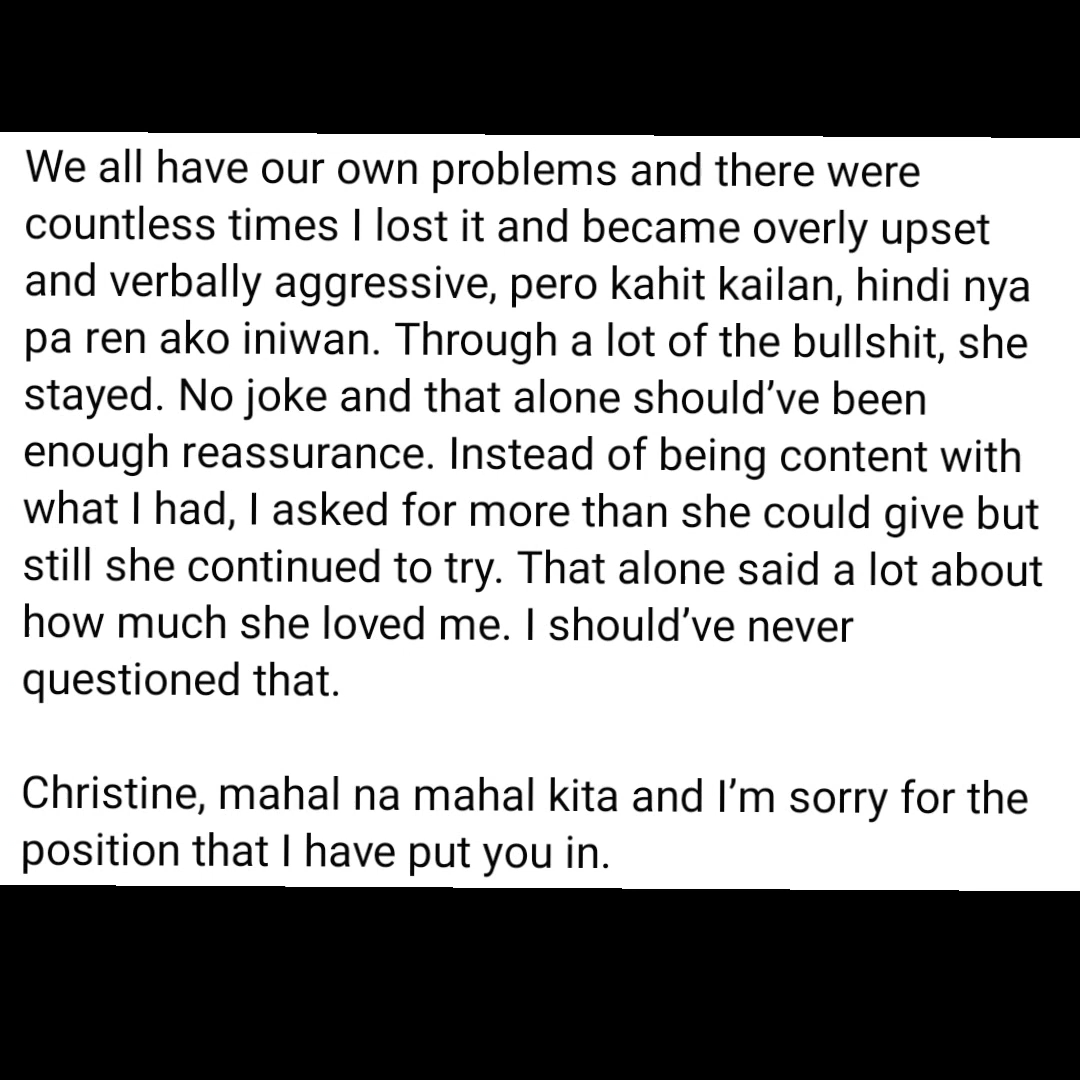 We all have our own problems and there were
countless times I lost it and became overly upset
and verbally aggressive, pero kahit kailan, hindi nya
pa ren ako iniwan. Through a lot of the bullshit, she
stayed. No joke and that alone should’ve been
enough reassurance. Instead of being content with
what I had, I asked for more than she could give but
still she continued to try. That alone said a lot about
how much she loved me. I should’ve never
questioned that.
Christine, mahal na mahal kita and I’m sorry for the
position that I have put you in.